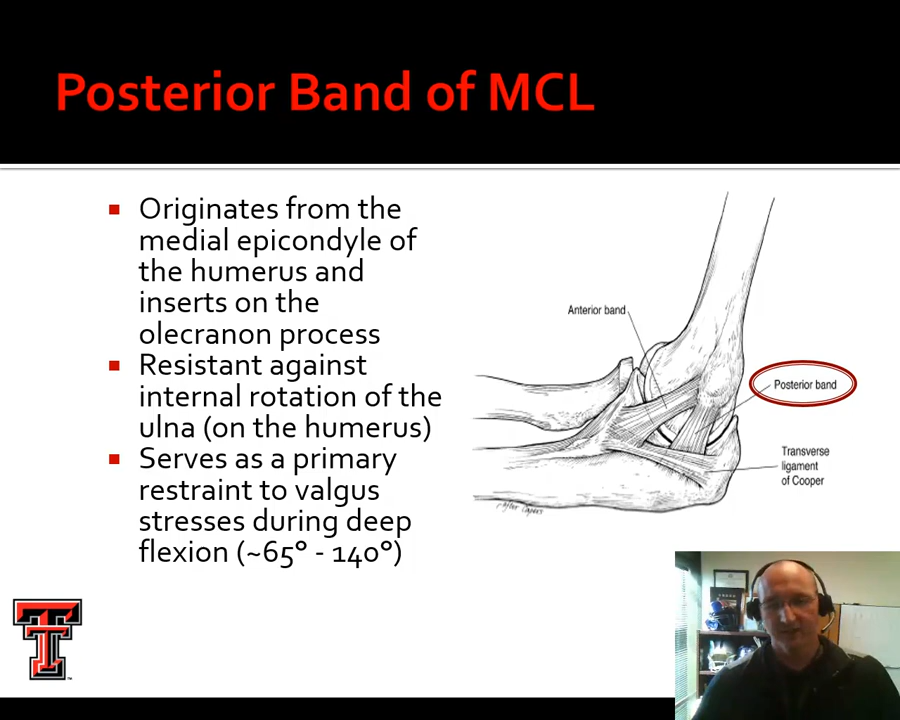 Posterior Band of MCL
Originates from the
medial epicondyle of
the humerus and
inserts on the
olecranon process
Resistant against
internal rotation of the
ulna (on the humerus)
Serves as a primary
restraint to valgus
stresses during deep
flexion (~65° - 140°)
Anterior band
Posterior band
Transverse
ligament
of Cooper